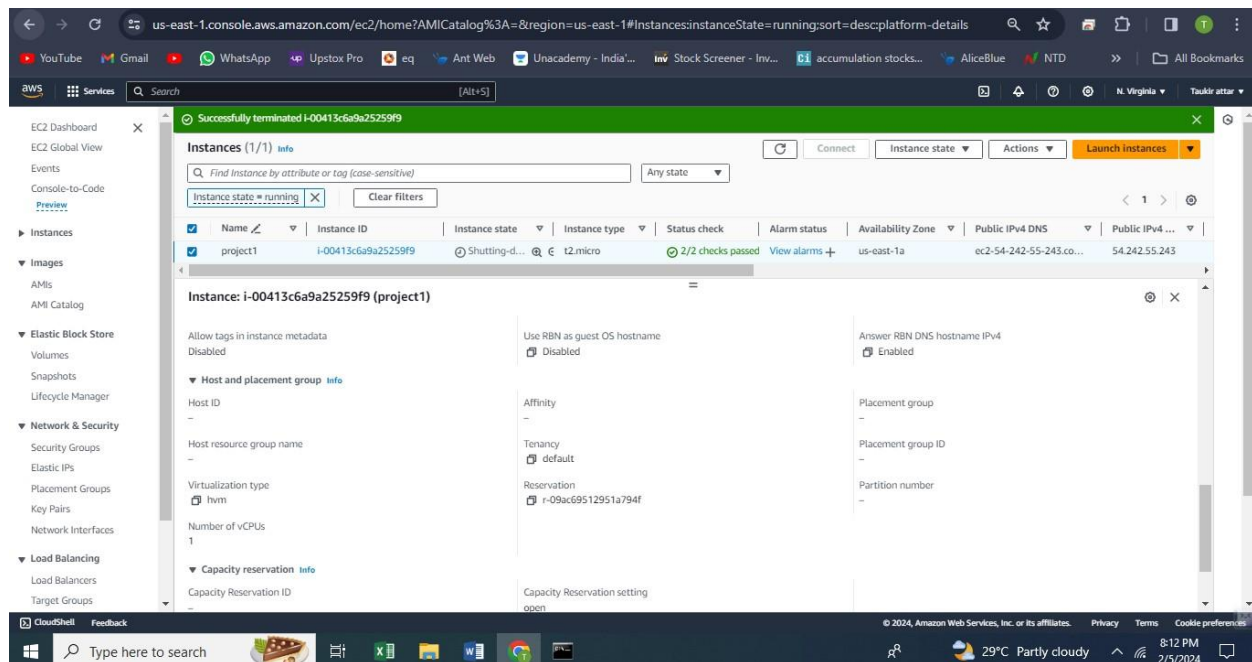 us-east-1.console.aws.amazon.com/ec2/home?AMICatalog%3A=&region=us-east-1#Instances:instanceState=running;sort=desc:platform-details
T
YouTube Gmail WhatsApp Upstox Pro eq Ant Web Unacademy - India'... Stock Screener - Inv... accumulation stocks... AliceBlue NTD » All Bookmarks
aws Services Search [Alt+S] N. Virginia Taukir attar
EC2 Dashboard
EC2 Global View
Events
Console-to-Code
Preview
Instances
Images
AMIs
AMI Catalog
Elastic Block Store
Volumes
Snapshots
Lifecycle Manager
Network & Security
Security Groups
Elastic IPs
Placement Groups
Key Pairs
Network Interfaces
Load Balancing
Load Balancers
Target Groups
Successfully terminated i-00413c6a9a25259f9
Instances (1/1) Info Connect Instance state Actions Launch instances
Find Instance by attribute or tag (case-sensitive) Any state
Instance state = running Clear filters 1
Name Instance ID Instance state Instance type Status check Alarm status Availability Zone Public IPv4 DNS Public IPv4 ...
project1 i-00413c6a9a25259f9 Shutting-d... t2.micro 2/2 checks passed View alarms + us-east-1a ec2-54-242-55-243.co... 54.242.55.243
Instance: i-00413c6a9a25259f9 (project1)
Allow tags in instance metadata Use RBN as guest OS hostname Answer RBN DNS hostname IPv4
Disabled Disabled Enabled
Host and placement group Info
Host ID Affinity Placement group
– – –
Host resource group name Tenancy Placement group ID
– default –
Virtualization type Reservation Partition number
hvm r-09ac69512951a794f –
Number of vCPUs
1
Capacity reservation Info
Capacity Reservation ID Capacity Reservation setting
– open
CloudShell Feedback © 2024, Amazon Web Services, Inc. or its affiliates. Privacy Terms Cookie preferences
Type here to search 29°C Partly cloudy 8:12 PM
2/5/2024